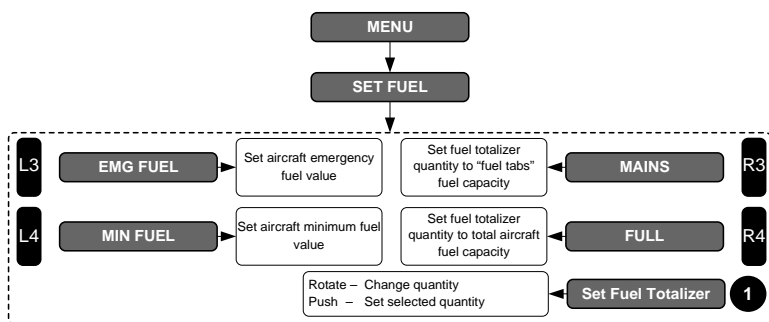 MENU
SET FUEL
L3
EMG FUEL
Set aircraft emergency
fuel value
Set fuel totalizer
quantity to “fuel tabs”
fuel capacity
MAINS
R3
L4
MIN FUEL
Set aircraft minimum fuel
value
Set fuel totalizer
quantity to total aircraft
fuel capacity
FULL
R4
Rotate – Change quantity
Push – Set selected quantity
Set Fuel Totalizer
1